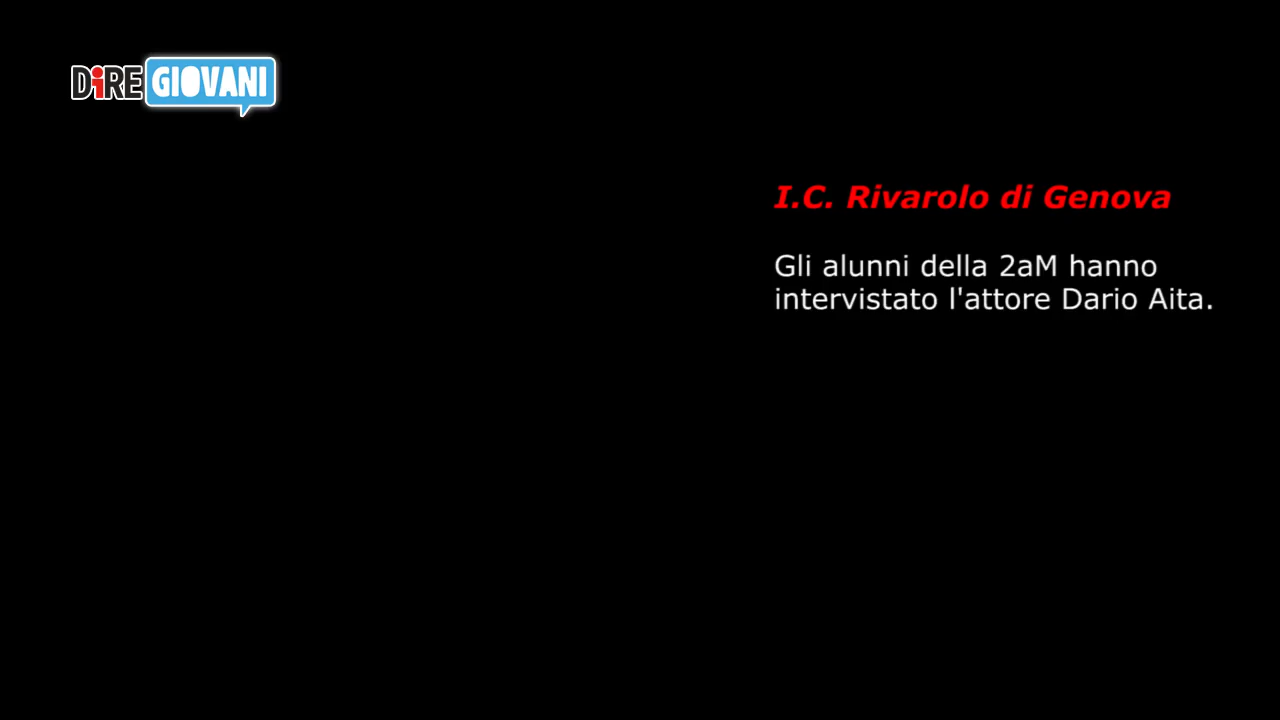 DiRE GIOVANI
I.C. Rivarolo di Genova
Gli alunni della 2aM hanno
intervistato l'attore Dario Aita.